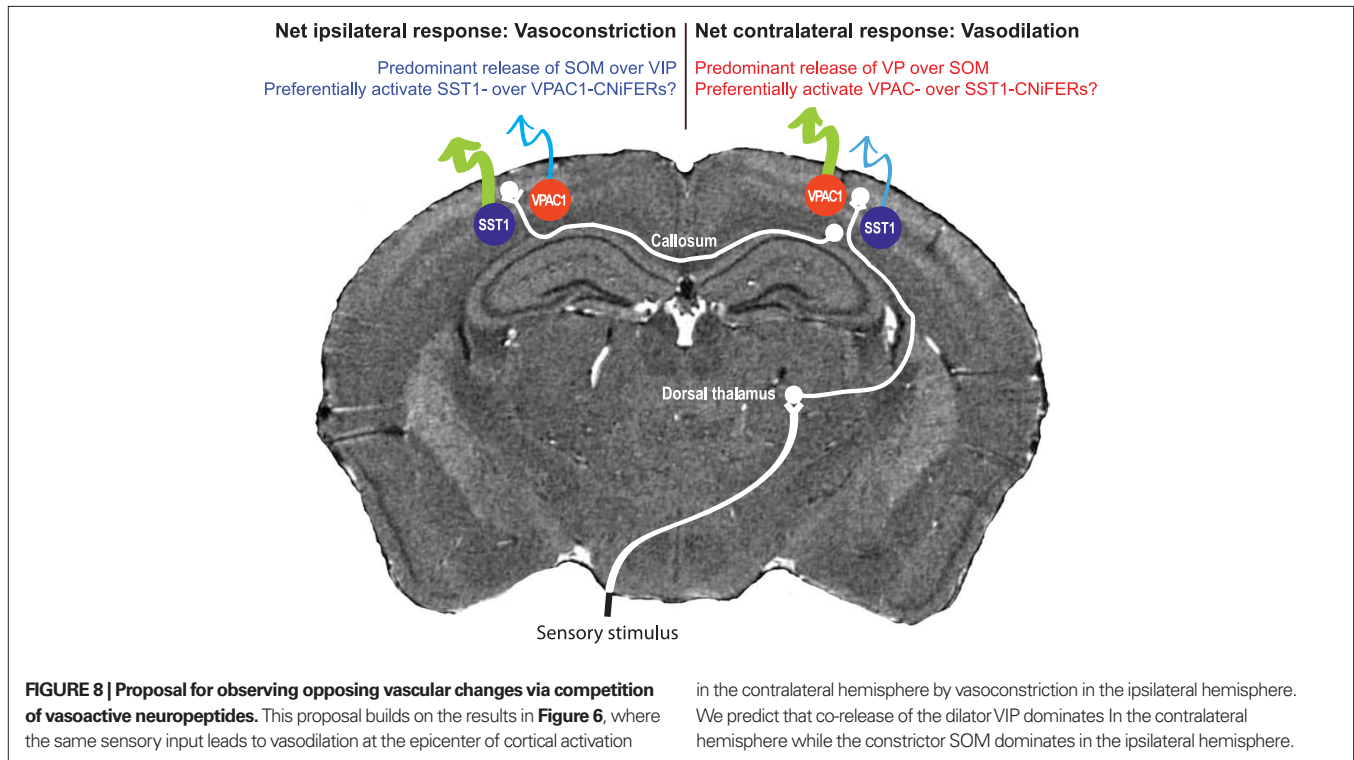 Net ipsilateral response: Vasoconstriction
Predominant release of SOM over VIP
Preferentially activate SST1- over VPAC1-CNiFERs?
Net contralateral response: Vasodilation
Predominant release of VP over SOM
Preferentially activate VPAC- over SST1-CNiFERs?
VPAC1
SST1
VPAC1
SST1
Callosum
Dorsal thalamus
Sensory stimulus
FIGURE 8 | Proposal for observing opposing vascular changes via competition
of vasoactive neuropeptides. This proposal builds on the results in Figure 6, where
the same sensory input leads to vasodilation at the epicenter of cortical activation
in the contralateral hemisphere by vasoconstriction in the ipsilateral hemisphere.
We predict that co-release of the dilator VIP dominates In the contralateral
hemisphere while the constrictor SOM dominates in the ipsilateral hemisphere.